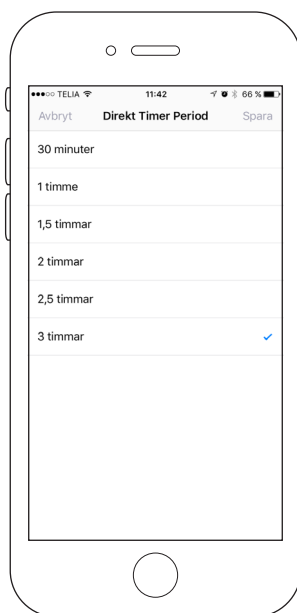 TELIA 11:42 66 %
Avbryt Direkt Timer Period Spara
30 minuter
1 timme
1,5 timmar
2 timmar
2,5 timmar
3 timmar